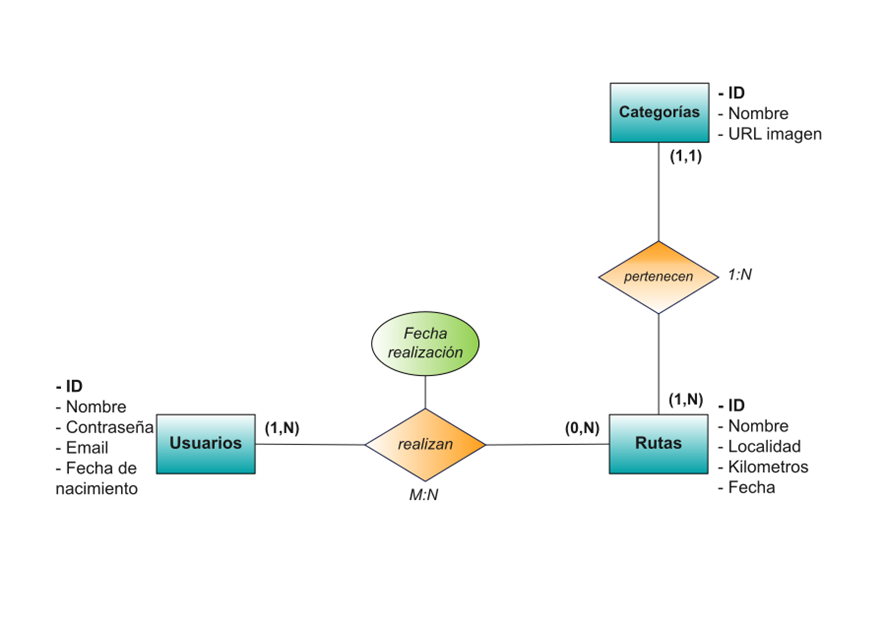 Categorías
- ID
- Nombre
- URL imagen
(1,1)
pertenecen
1:N
Fecha
realización
- ID
- Nombre
- Contraseña
- Email
- Fecha de
nacimiento
Usuarios
(1,N)
realizan
M:N
(0,N)
(1,N)
Rutas
- ID
- Nombre
- Localidad
- Kilometros
- Fecha